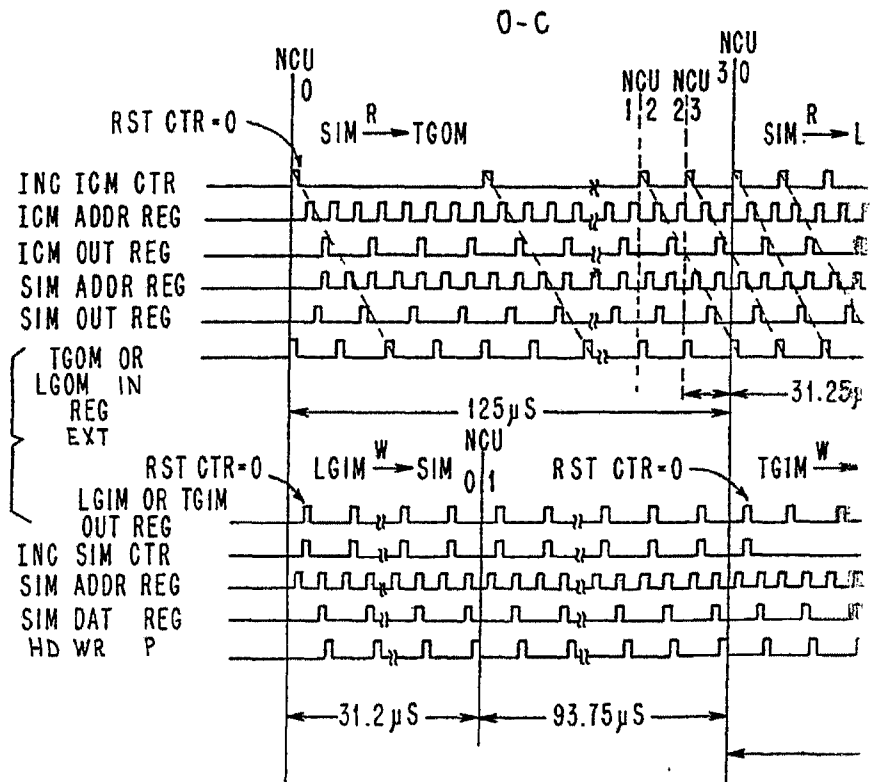 O-C
NCU
0
NCU
1 2
NCU
2 3
NCU
3 0
RST CTR=0
SIM R TGOM
SIM R L
INC ICM CTR
ICM ADDR REG
ICM OUT REG
SIM ADDR REG
SIM OUT REG
TGOM OR
LGOM IN
REG
EXT
125µS
31.25µ
RST CTR=0
LGIM W SIM
NCU
0 1
RST CTR=0
TGIM W
LGIM OR TGIM
OUT REG
INC SIM CTR
SIM ADDR REG
SIM DAT REG
HD WR P
31.2µS
93.75µS